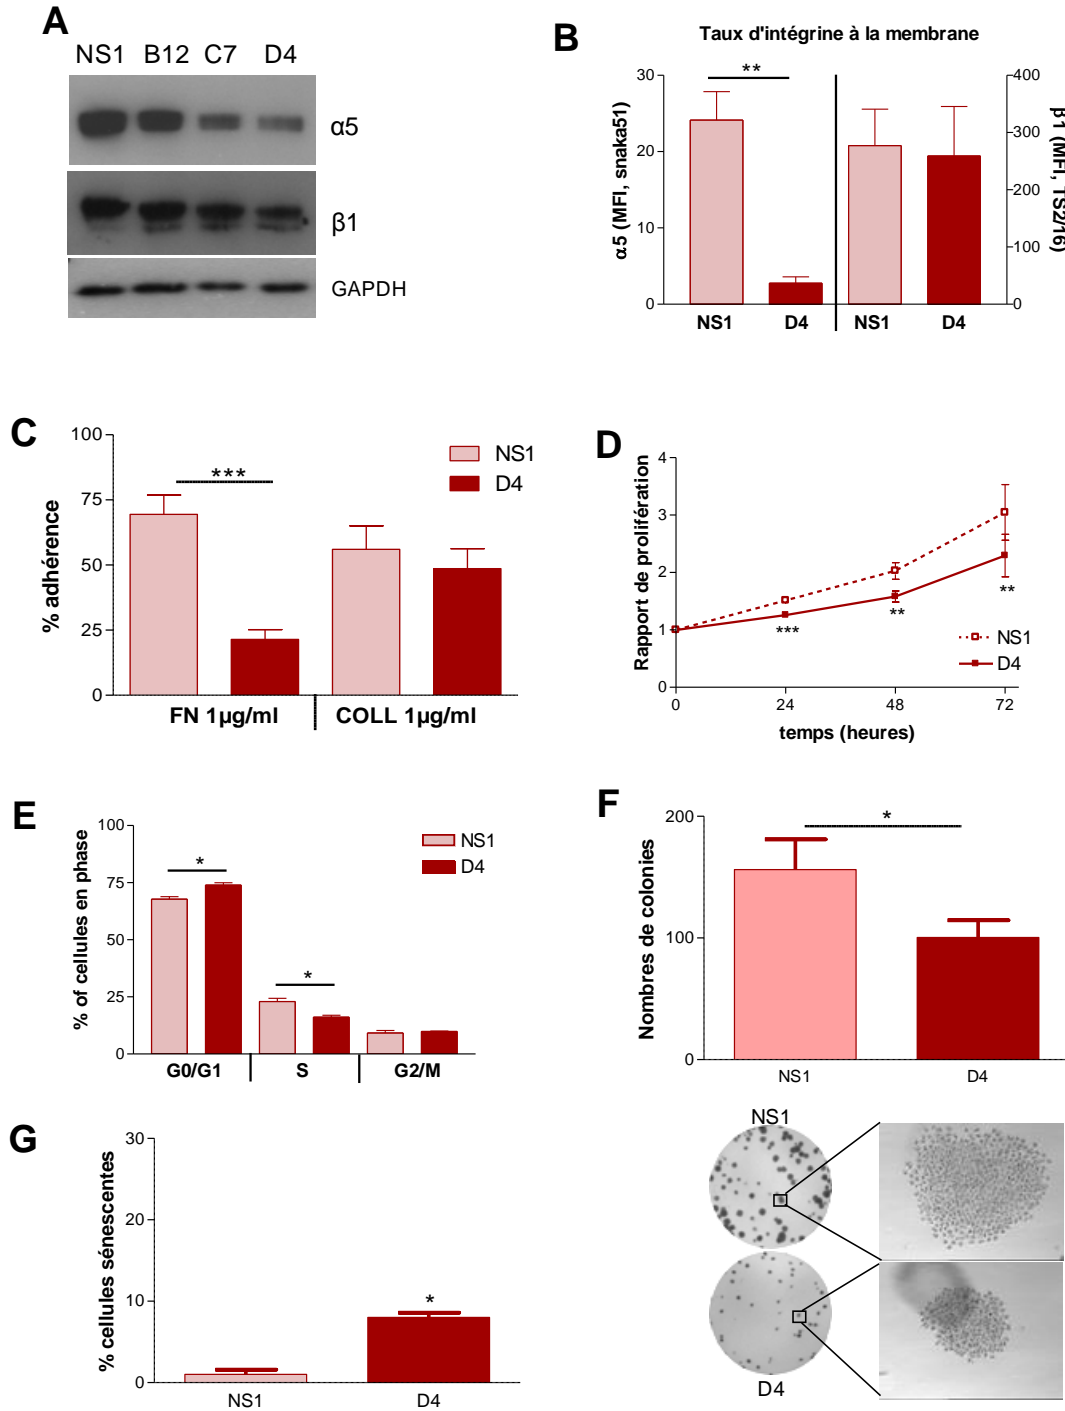 A
NS1 B12 C7 D4
α5
β1
GAPDH
B
Taux d'intégrine à la membrane
α5 (MFI, snaka51)
30
20
10
0
**
400
300
200
100
0
β1 (MFI, TS2/16)
NS1 D4 NS1 D4
C
% adhérence
100
75
50
25
0
***
NS1
D4
FN 1µg/ml COLL 1µg/ml
D
Rapport de prolifération
4
3
2
1
0
***
**
**
NS1
D4
0 24 48 72
temps (heures)
E
% of cellules en phase
100
75
50
25
0
*
*
NS1
D4
G0/G1 S G2/M
F
Nombres de colonies
200
100
0
*
NS1 D4
NS1
D4
G
% cellules sénescentes
30
20
10
0
*
NS1 D4